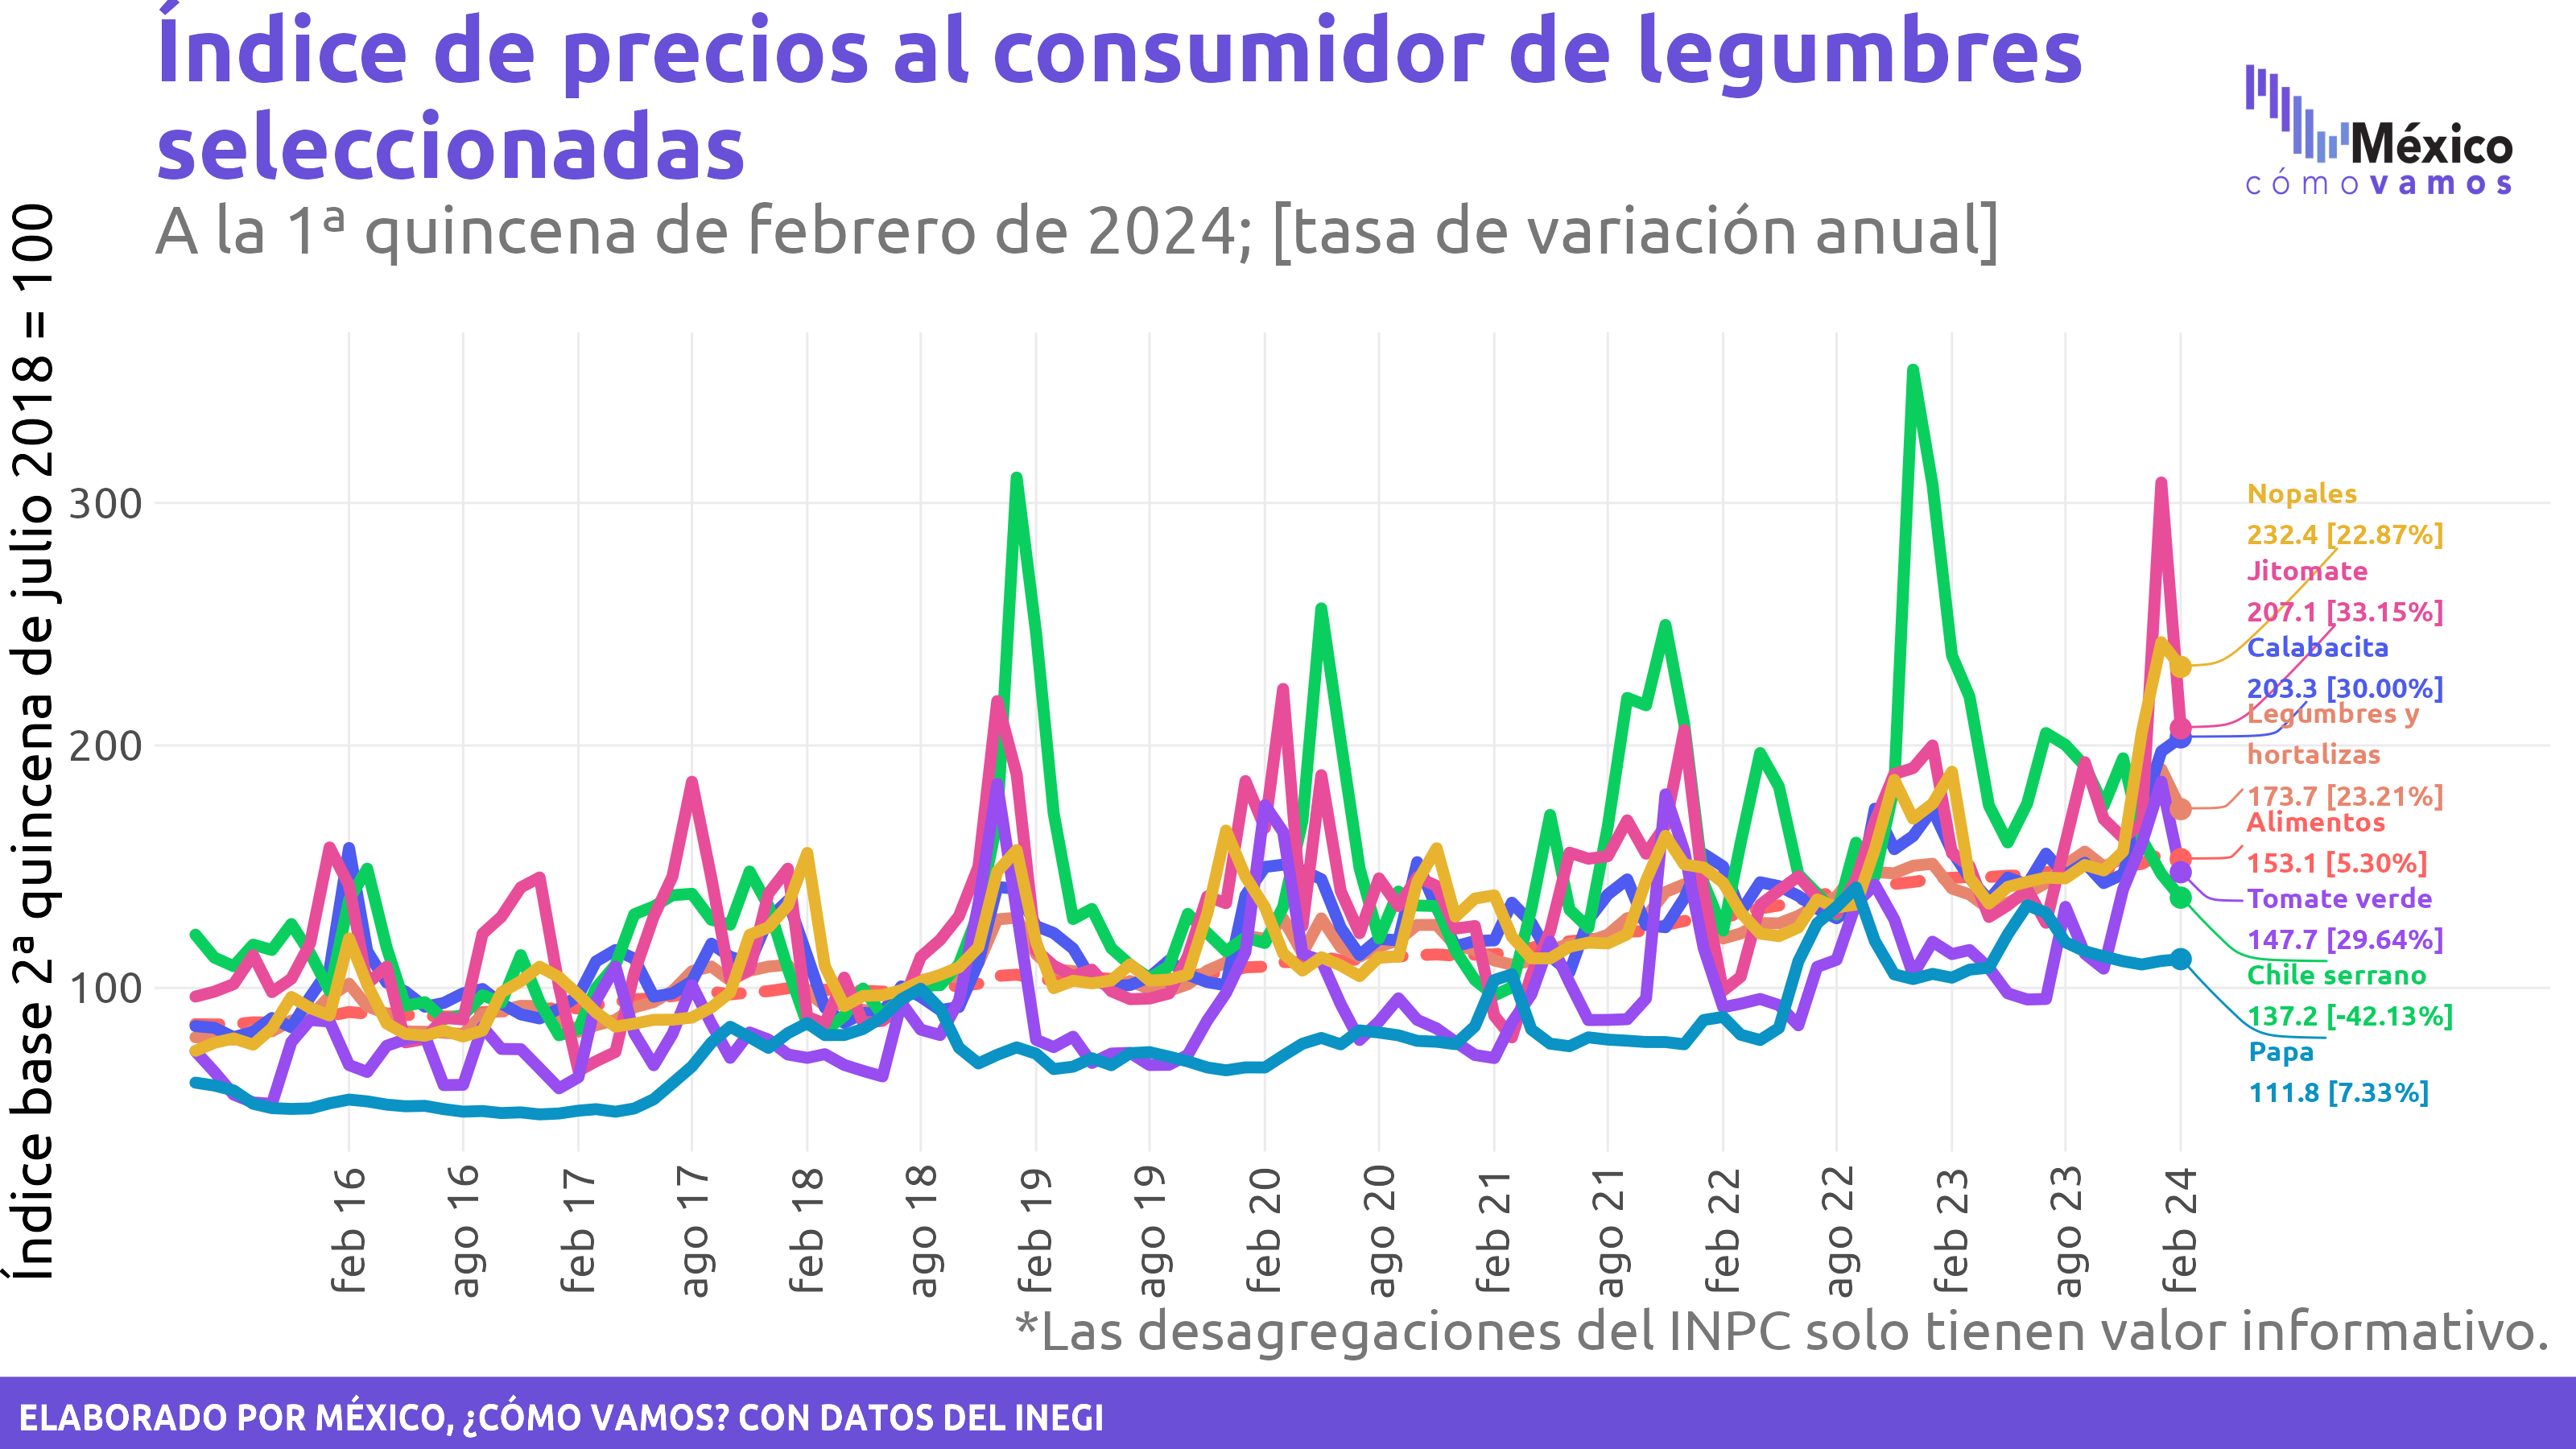 Índice de precios al consumidor de legumbres
seleccionadas
A la 1ª quincena de febrero de 2024; [tasa de variación anual]
México
cómovamos
Índice base 2ª quincena de julio 2018 = 100
300
200
100
Nopales
232.4 [22.87%]
Jitomate
207.1 [33.15%]
Calabacita
203.3 [30.00%]
Legumbres y
hortalizas
173.7 [23.21%]
Alimentos
153.1 [5.30%]
Tomate verde
147.7 [29.64%]
Chile serrano
137.2 [-42.13%]
Papa
111.8 [7.33%]
feb 16
ago 16
feb 17
ago 17
feb 18
ago 18
feb 19
ago 19
feb 20
ago 20
feb 21
ago 21
feb 22
ago 22
feb 23
ago 23
feb 24
*Las desagregaciones del INPC solo tienen valor informativo.
ELABORADO POR MÉXICO, ¿CÓMO VAMOS? CON DATOS DEL INEGI